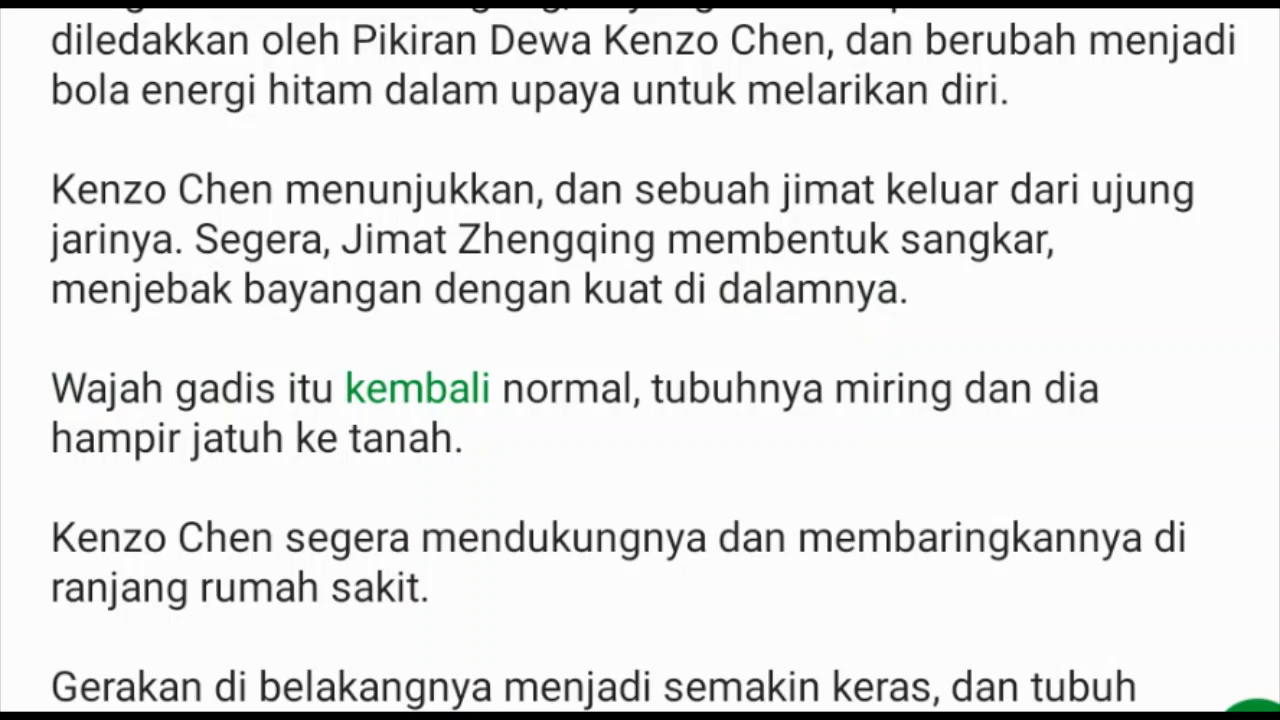 diledakkan oleh Pikiran Dewa Kenzo Chen, dan berubah menjadi
bola energi hitam dalam upaya untuk melarikan diri.
Kenzo Chen menunjukkan, dan sebuah jimat keluar dari ujung
jarinya. Segera, Jimat Zhengqing membentuk sangkar,
menjebak bayangan dengan kuat di dalamnya.
Wajah gadis itu kembali normal, tubuhnya miring dan dia
hampir jatuh ke tanah.
Kenzo Chen segera mendukungnya dan membaringkannya di
ranjang rumah sakit.
Gerakan di belakangnya menjadi semakin keras, dan tubuh